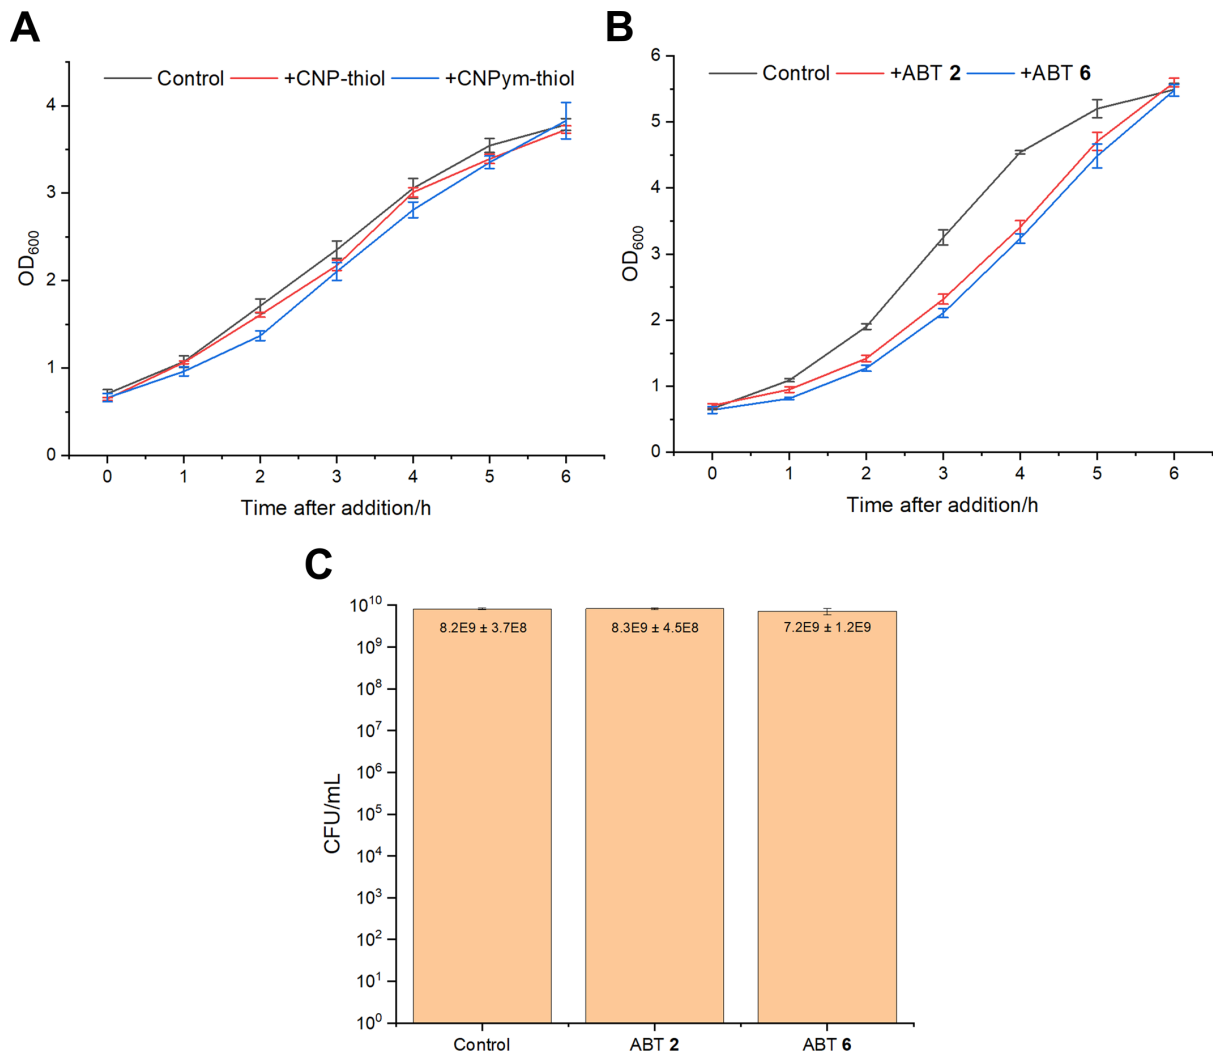 A
Control +CNP-thiol +CNPym-thiol
4
3
2
1
0
OD600
0 1 2 3 4 5 6
Time after addition/h
B
Control +ABT 2 +ABT 6
6
5
4
3
2
1
0
OD600
0 1 2 3 4 5 6
Time after addition/h
C
10^10
10^9
10^8
10^7
10^6
10^5
10^4
10^3
10^2
10^1
10^0
CFU/mL
8.2E9 ± 3.7E8 8.3E9 ± 4.5E8 7.2E9 ± 1.2E9
Control ABT 2 ABT 6